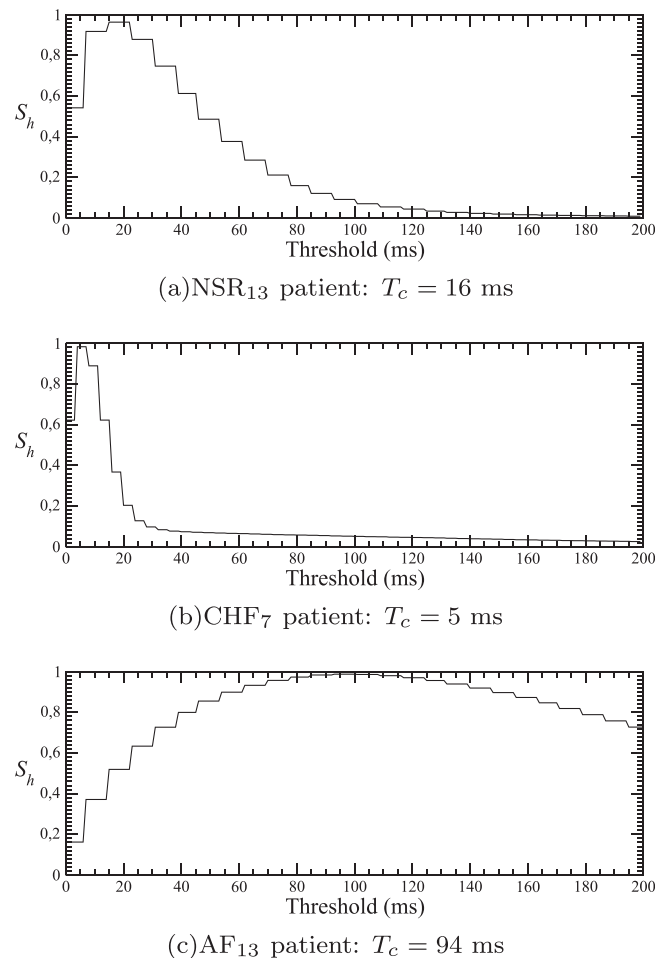 1
0,8
0,6
S_h
0,4
0,2
0
0 20 40 60 80 100 120 140 160 180 200
Threshold (ms)
(a)NSR₁₃ patient: T_c = 16 ms
1
0,8
0,6
S_h
0,4
0,2
0
0 20 40 60 80 100 120 140 160 180 200
Threshold (ms)
(b)CHF₇ patient: T_c = 5 ms
1
0,8
0,6
S_h
0,4
0,2
0
0 20 40 60 80 100 120 140 160 180 200
Threshold (ms)
(c)AF₁₃ patient: T_c = 94 ms